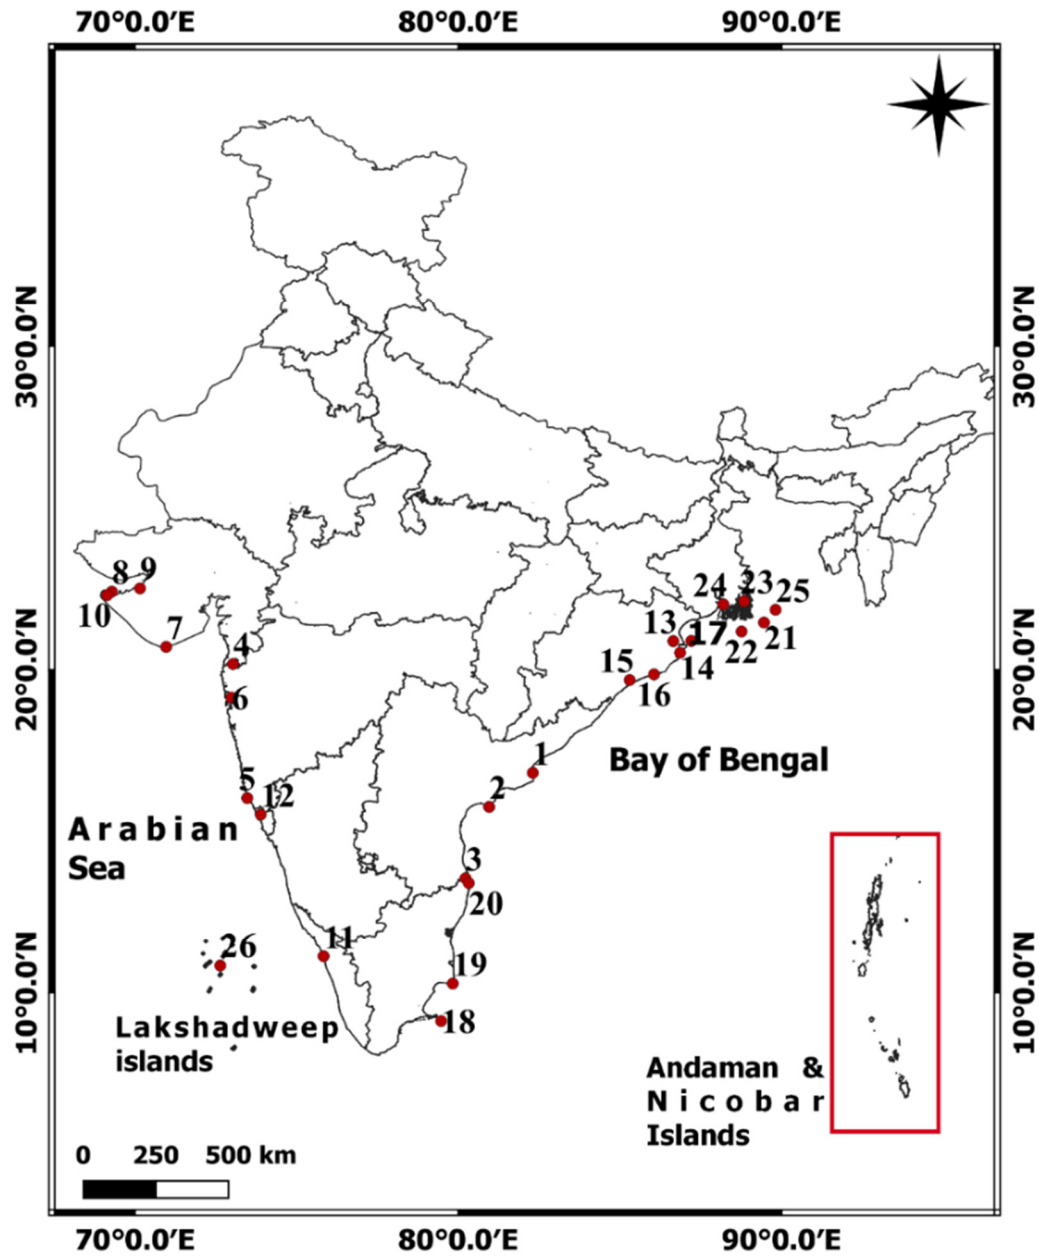 70°0.0′E 80°0.0′E 90°0.0′E
30°0.0′N 30°0.0′N
8 9
10
7
24 23 25
13 17 21
22
14
15
16
20°0.0′N 20°0.0′N
4
6
1
Bay of Bengal
2
5
12
Arabian
Sea
3
20
11
26
19
10°0.0′N 10°0.0′N
18
Lakshadweep
islands
Andaman &
Nicobar
Islands
0 250 500 km
70°0.0′E 80°0.0′E 90°0.0′E